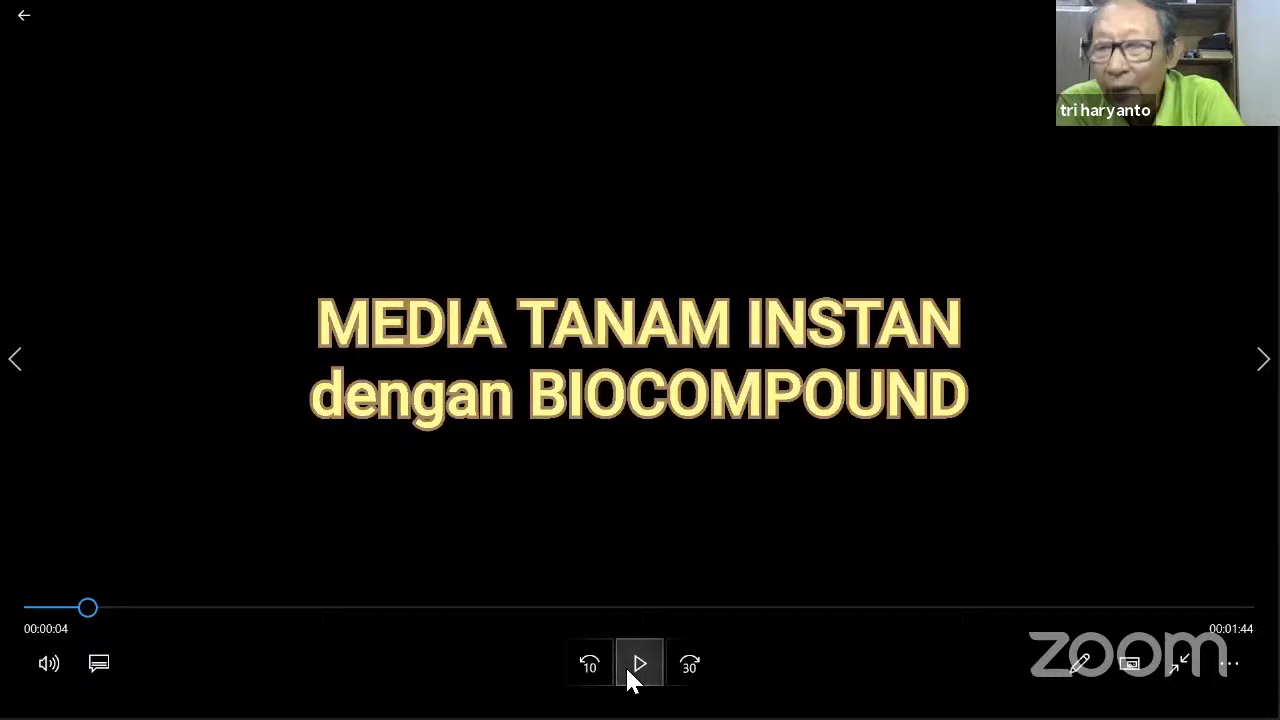 tri haryanto
MEDIA TANAM INSTAN
dengan BIOCOMPOUND
00:00:04
00:01:44
10
30
zoom